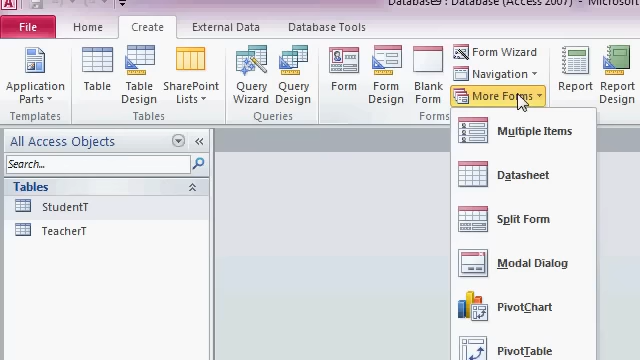 Database9 : Database (Access 2007) - Microsof
File Home Create External Data Database Tools
Application Parts
Table
Table Design
SharePoint Lists
Query Wizard
Query Design
Form
Form Design
Blank Form
Form Wizard
Navigation
More Forms
Report
Report Design
Templates Tables Queries Forms
All Access Objects
Search...
Tables
StudentT
TeacherT
Multiple Items
Datasheet
Split Form
Modal Dialog
PivotChart
PivotTable